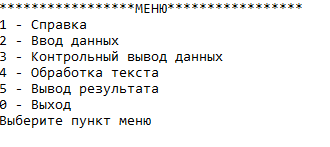 *****************МЕНЮ*****************
1 - Справка
2 - Ввод данных
3 - Контрольный вывод данных
4 - Обработка текста
5 - Вывод результата
0 - Выход
Выберите пункт меню